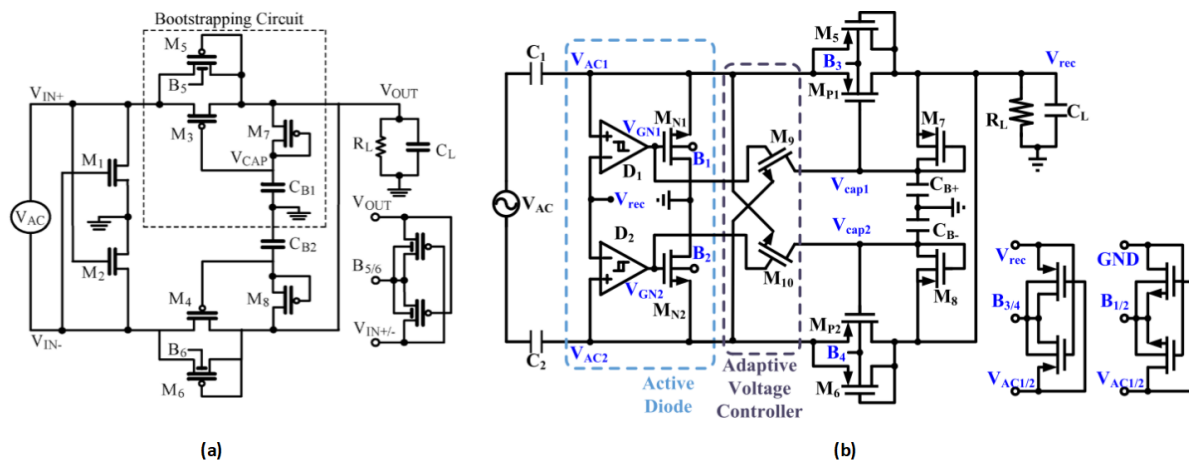 Bootstrapping Circuit
M5
B5
VIN+
M3
M7
VOUT
VCAP
RL
CL
M1
CB1
VAC
VOUT
M2
CB2
B5/6
M4
M8
VIN-
B6
M6
VIN+/-
(a)
M5
C1
VAC1
B3
Vrec
MP1
RL
CL
VGN1
MN1
M9
M7
B1
D1
Vcap1
CB+
VAC
Vrec
CB-
D2
Vcap2
B2
M10
M8
VGN2
MN2
Vrec
GND
MP2
B3/4
B1/2
C2
VAC2
B4
M6
VAC1/2
VAC1/2
Active
Diode
Adaptive
Voltage
Controller
(b)